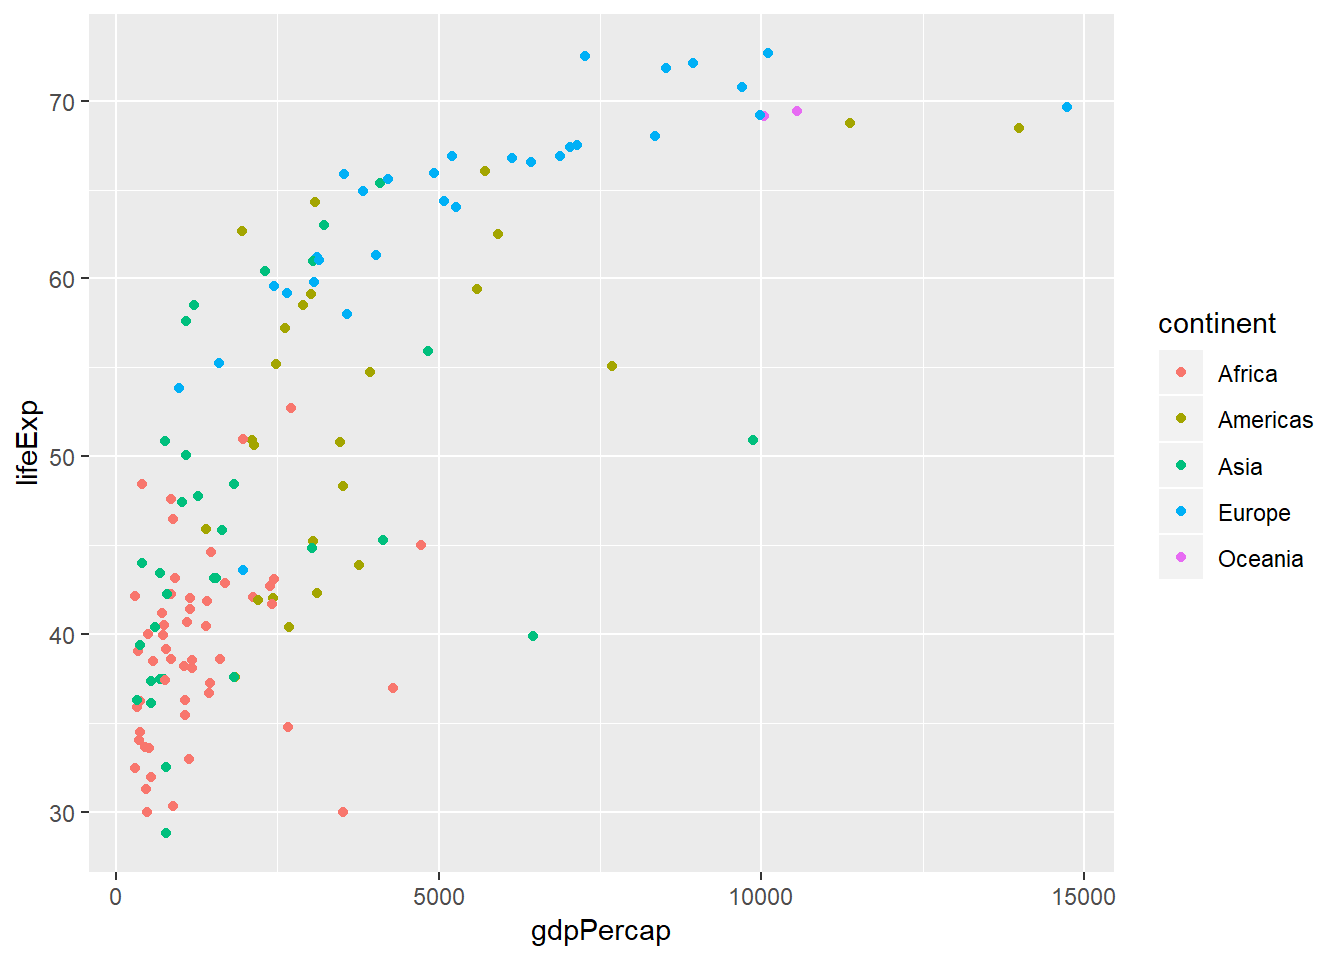 lifeExp
70
60
50
40
30
0
5000
10000
15000
gdpPercap
continent
Africa
Americas
Asia
Europe
Oceania